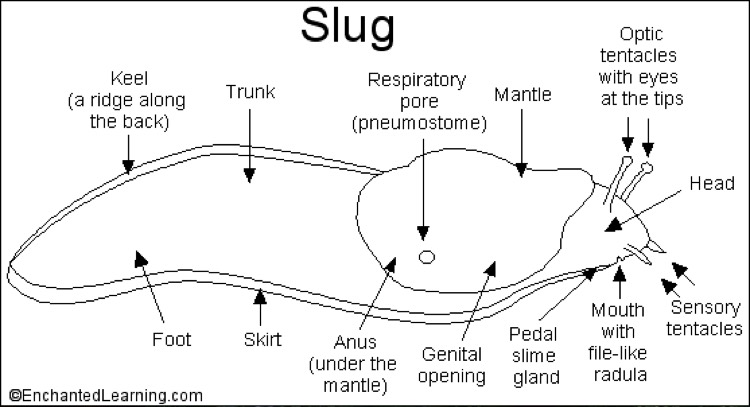 Slug
Keel
(a ridge along
the back)
Trunk
Respiratory
pore
(pneumostome)
Mantle
Optic
tentacles
with eyes
at the tips
Head
Foot
Skirt
Anus
(under the
mantle)
Genital
opening
Pedal
slime
gland
Mouth
with
file-like
radula
Sensory
tentacles
©EnchantedLearning.com